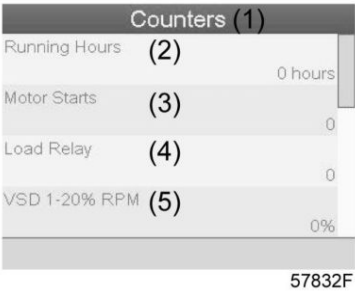 Counters (1)
Running Hours (2)
0 hours
Motor Starts (3)
0
Load Relay (4)
0
VSD 1-20% RPM (5)
0%
57832F